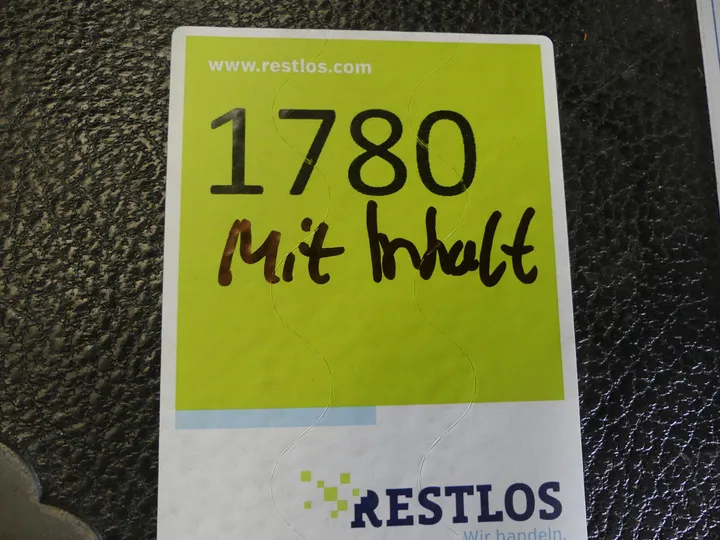 www.restlos.com
1780
Mit Inhalt
RESTLOS
Wir handeln.